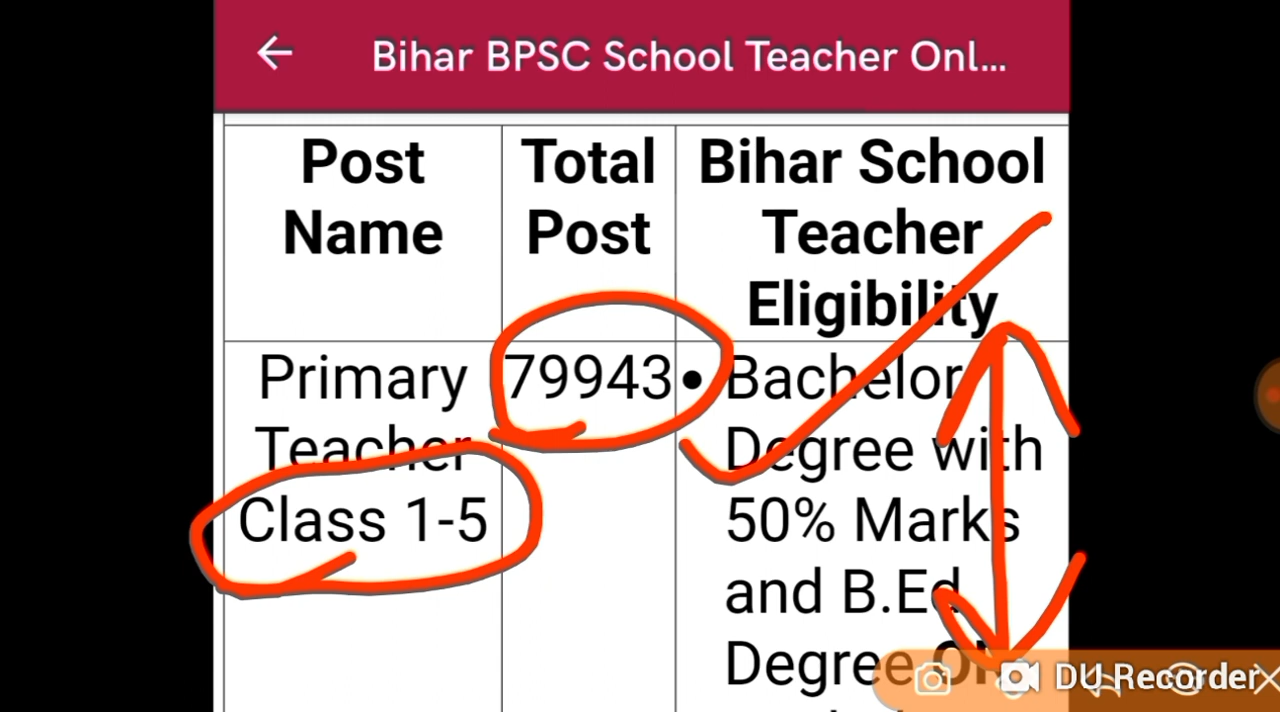 Bihar BPSC School Teacher Onl...
Post
Name
Total
Post
Bihar School
Teacher
Eligibility
Primary
Teacher
Class 1-5
79943
• Bachelor
Degree with
50% Marks
and B.Ed
Degree OR
DU Recorder